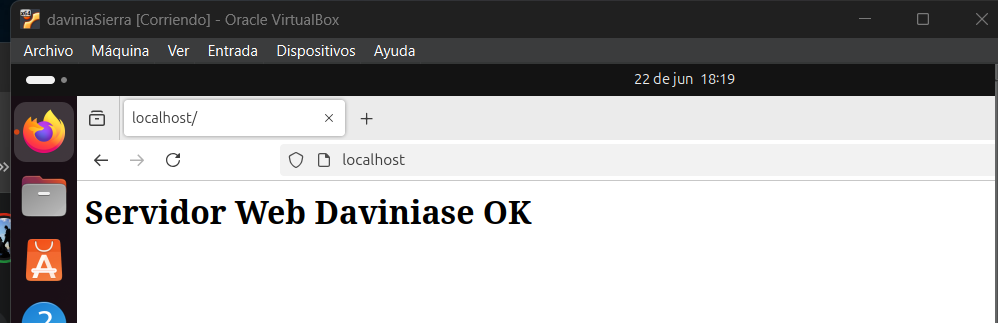 daviniaSierra [Corriendo] - Oracle VirtualBox
Archivo Máquina Ver Entrada Dispositivos Ayuda
22 de jun 18:19
localhost/
localhost
Servidor Web Daviniase OK